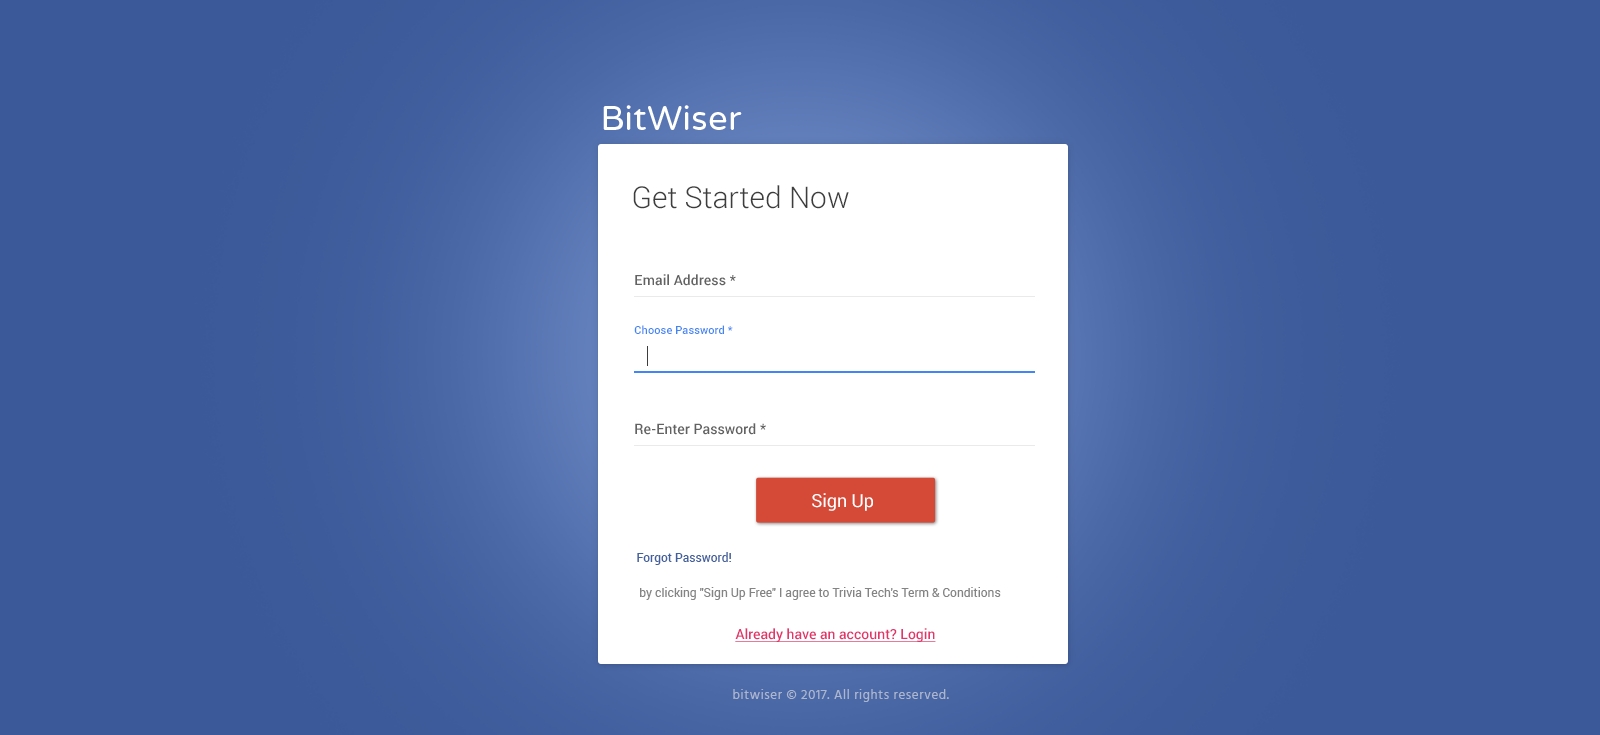 BitWiser
Get Started Now
Email Address *
Choose Password *
Re-Enter Password *
Sign Up
Forgot Password!
by clicking "Sign Up Free" I agree to Trivia Tech's Term & Conditions
Already have an account? Login
bitwiser © 2017. All rights reserved.